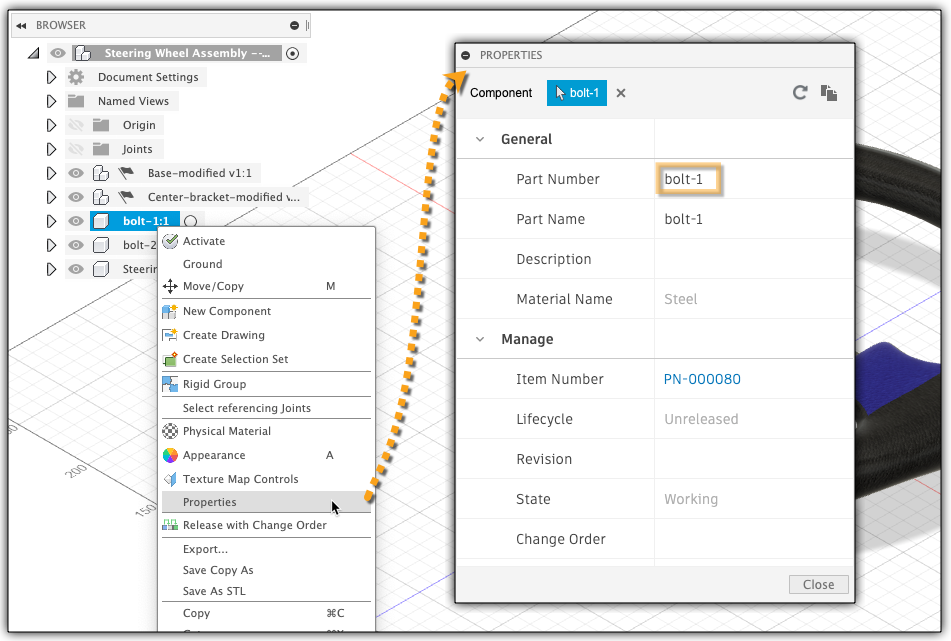 BROWSER
Steering Wheel Assembly --...
Document Settings
Named Views
Origin
Joints
Base-modified v1:1
Center-bracket-modified v...
bolt-1:1
bolt-2
Steerin
Activate
Ground
Move/Copy M
New Component
Create Drawing
Create Selection Set
Rigid Group
Select referencing Joints
Physical Material
Appearance A
Texture Map Controls
Properties
Release with Change Order
Export...
Save Copy As
Save As STL
Copy ⌘C
200
150
PROPERTIES
Component bolt-1
General
Part Number bolt-1
Part Name bolt-1
Description
Material Name Steel
Manage
Item Number PN-000080
Lifecycle Unreleased
Revision
State Working
Change Order
Close